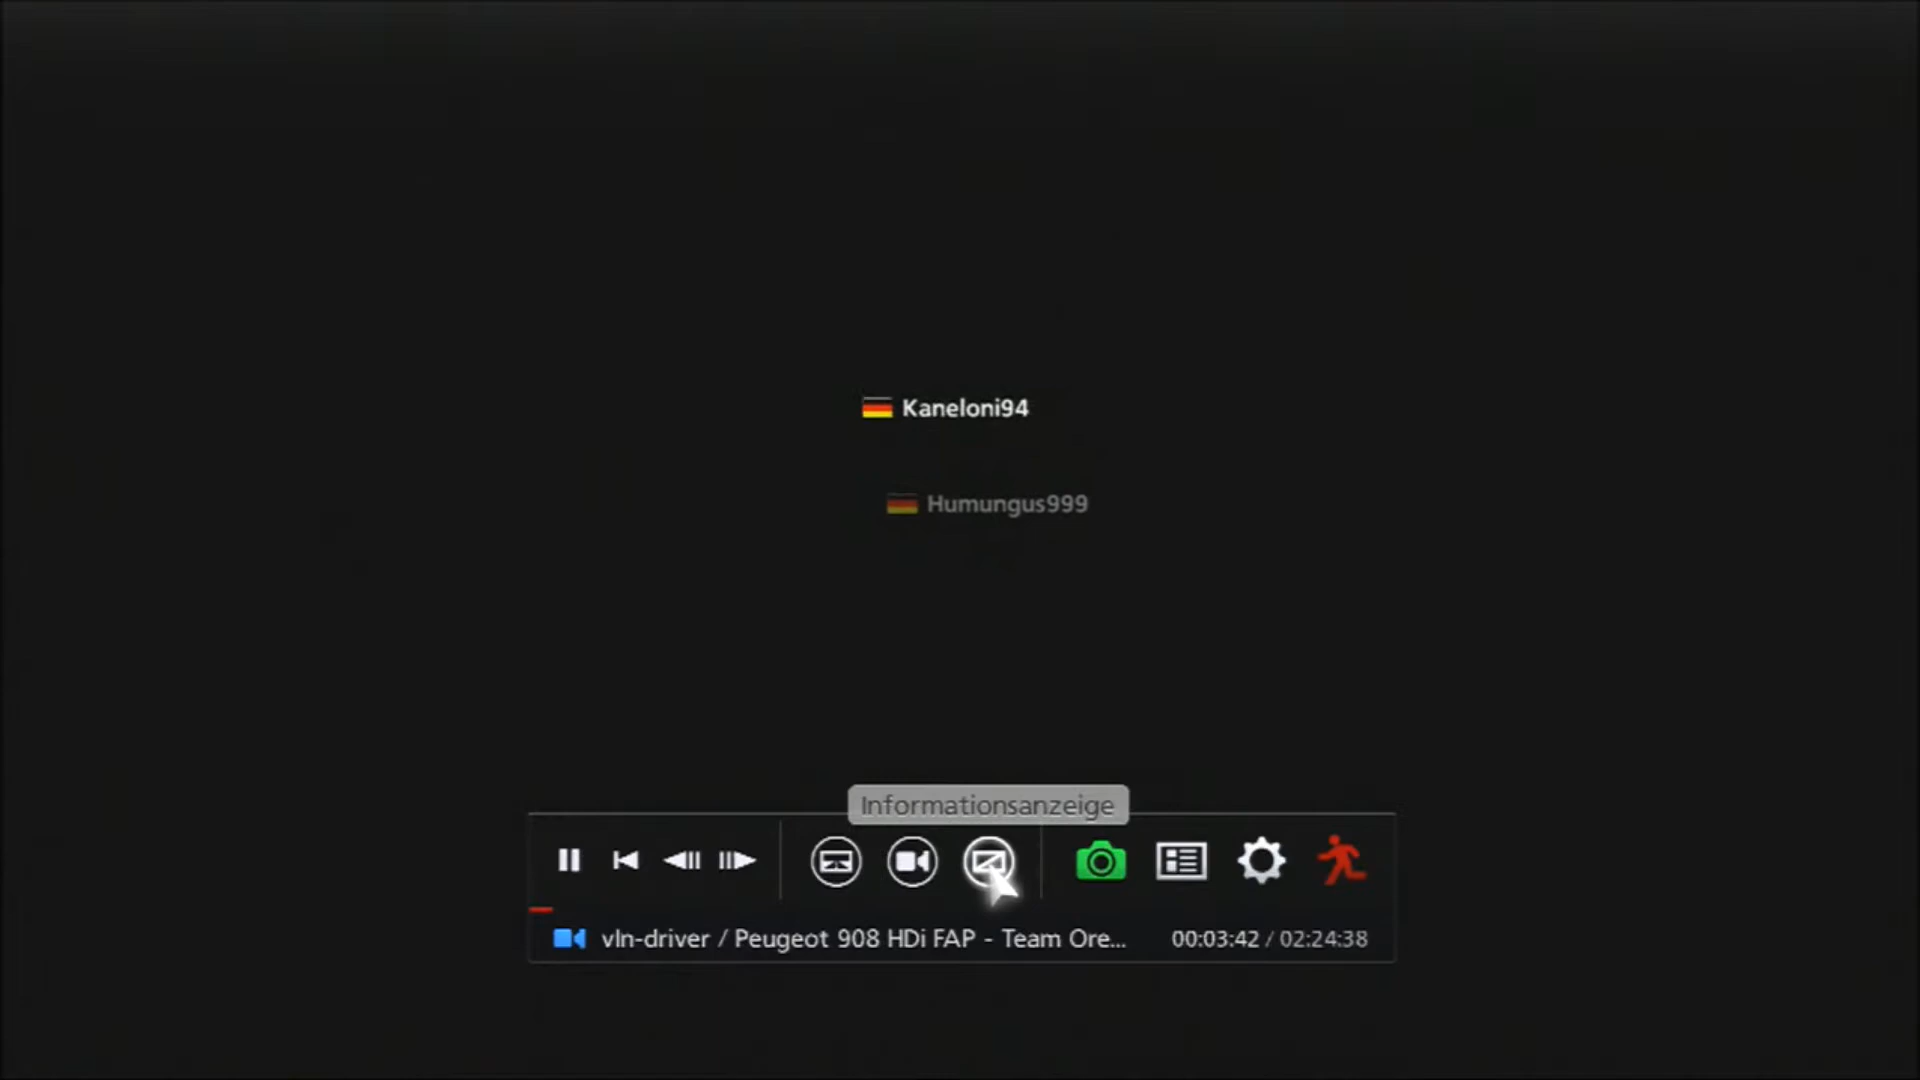 Kaneloni94
Humungus999
Informationsanzeige
vln-driver / Peugeot 908 HDi FAP - Team Ore... 00:03:42 / 02:24:38